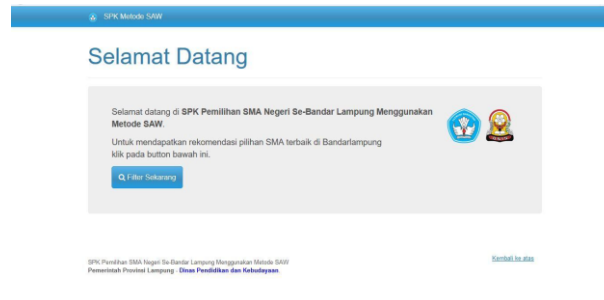 SPK Metode SAW
Selamat Datang
Selamat datang di SPK Pemilihan SMA Negeri Se-Bandar Lampung Menggunakan
Metode SAW.
Untuk mendapatkan rekomendasi pilihan SMA terbaik di Bandarlampung
klik pada button bawah ini.
Filter Sekarang
SPK Pemilihan SMA Negeri Se-Bandar Lampung Menggunakan Metode SAW
Pemerintah Provinsi Lampung - Dinas Pendidikan dan Kebudayaan.
Kembali ke atas